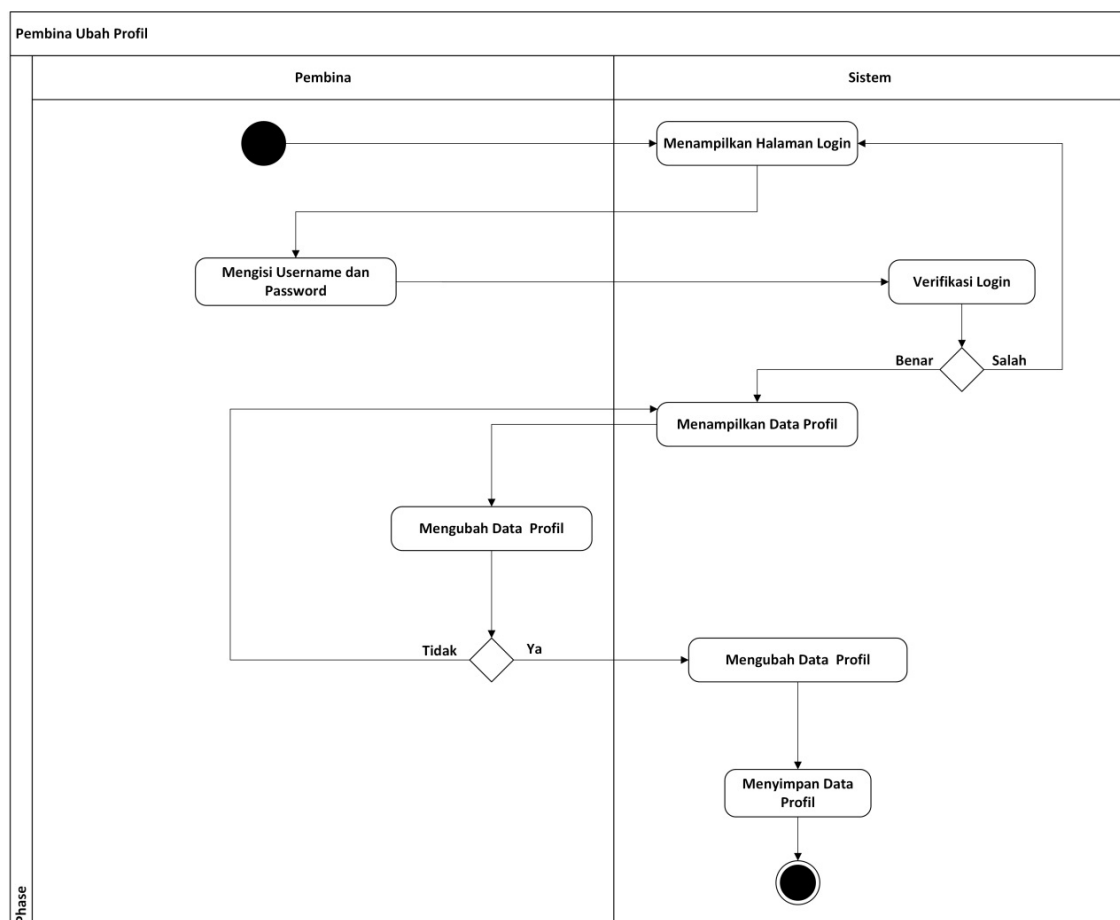 Pembina Ubah Profil
Pembina
Sistem
Menampilkan Halaman Login
Mengisi Username dan
Password
Verifikasi Login
Benar
Salah
Menampilkan Data Profil
Mengubah Data  Profil
Tidak
Ya
Mengubah Data  Profil
Menyimpan Data
Profil
Phase